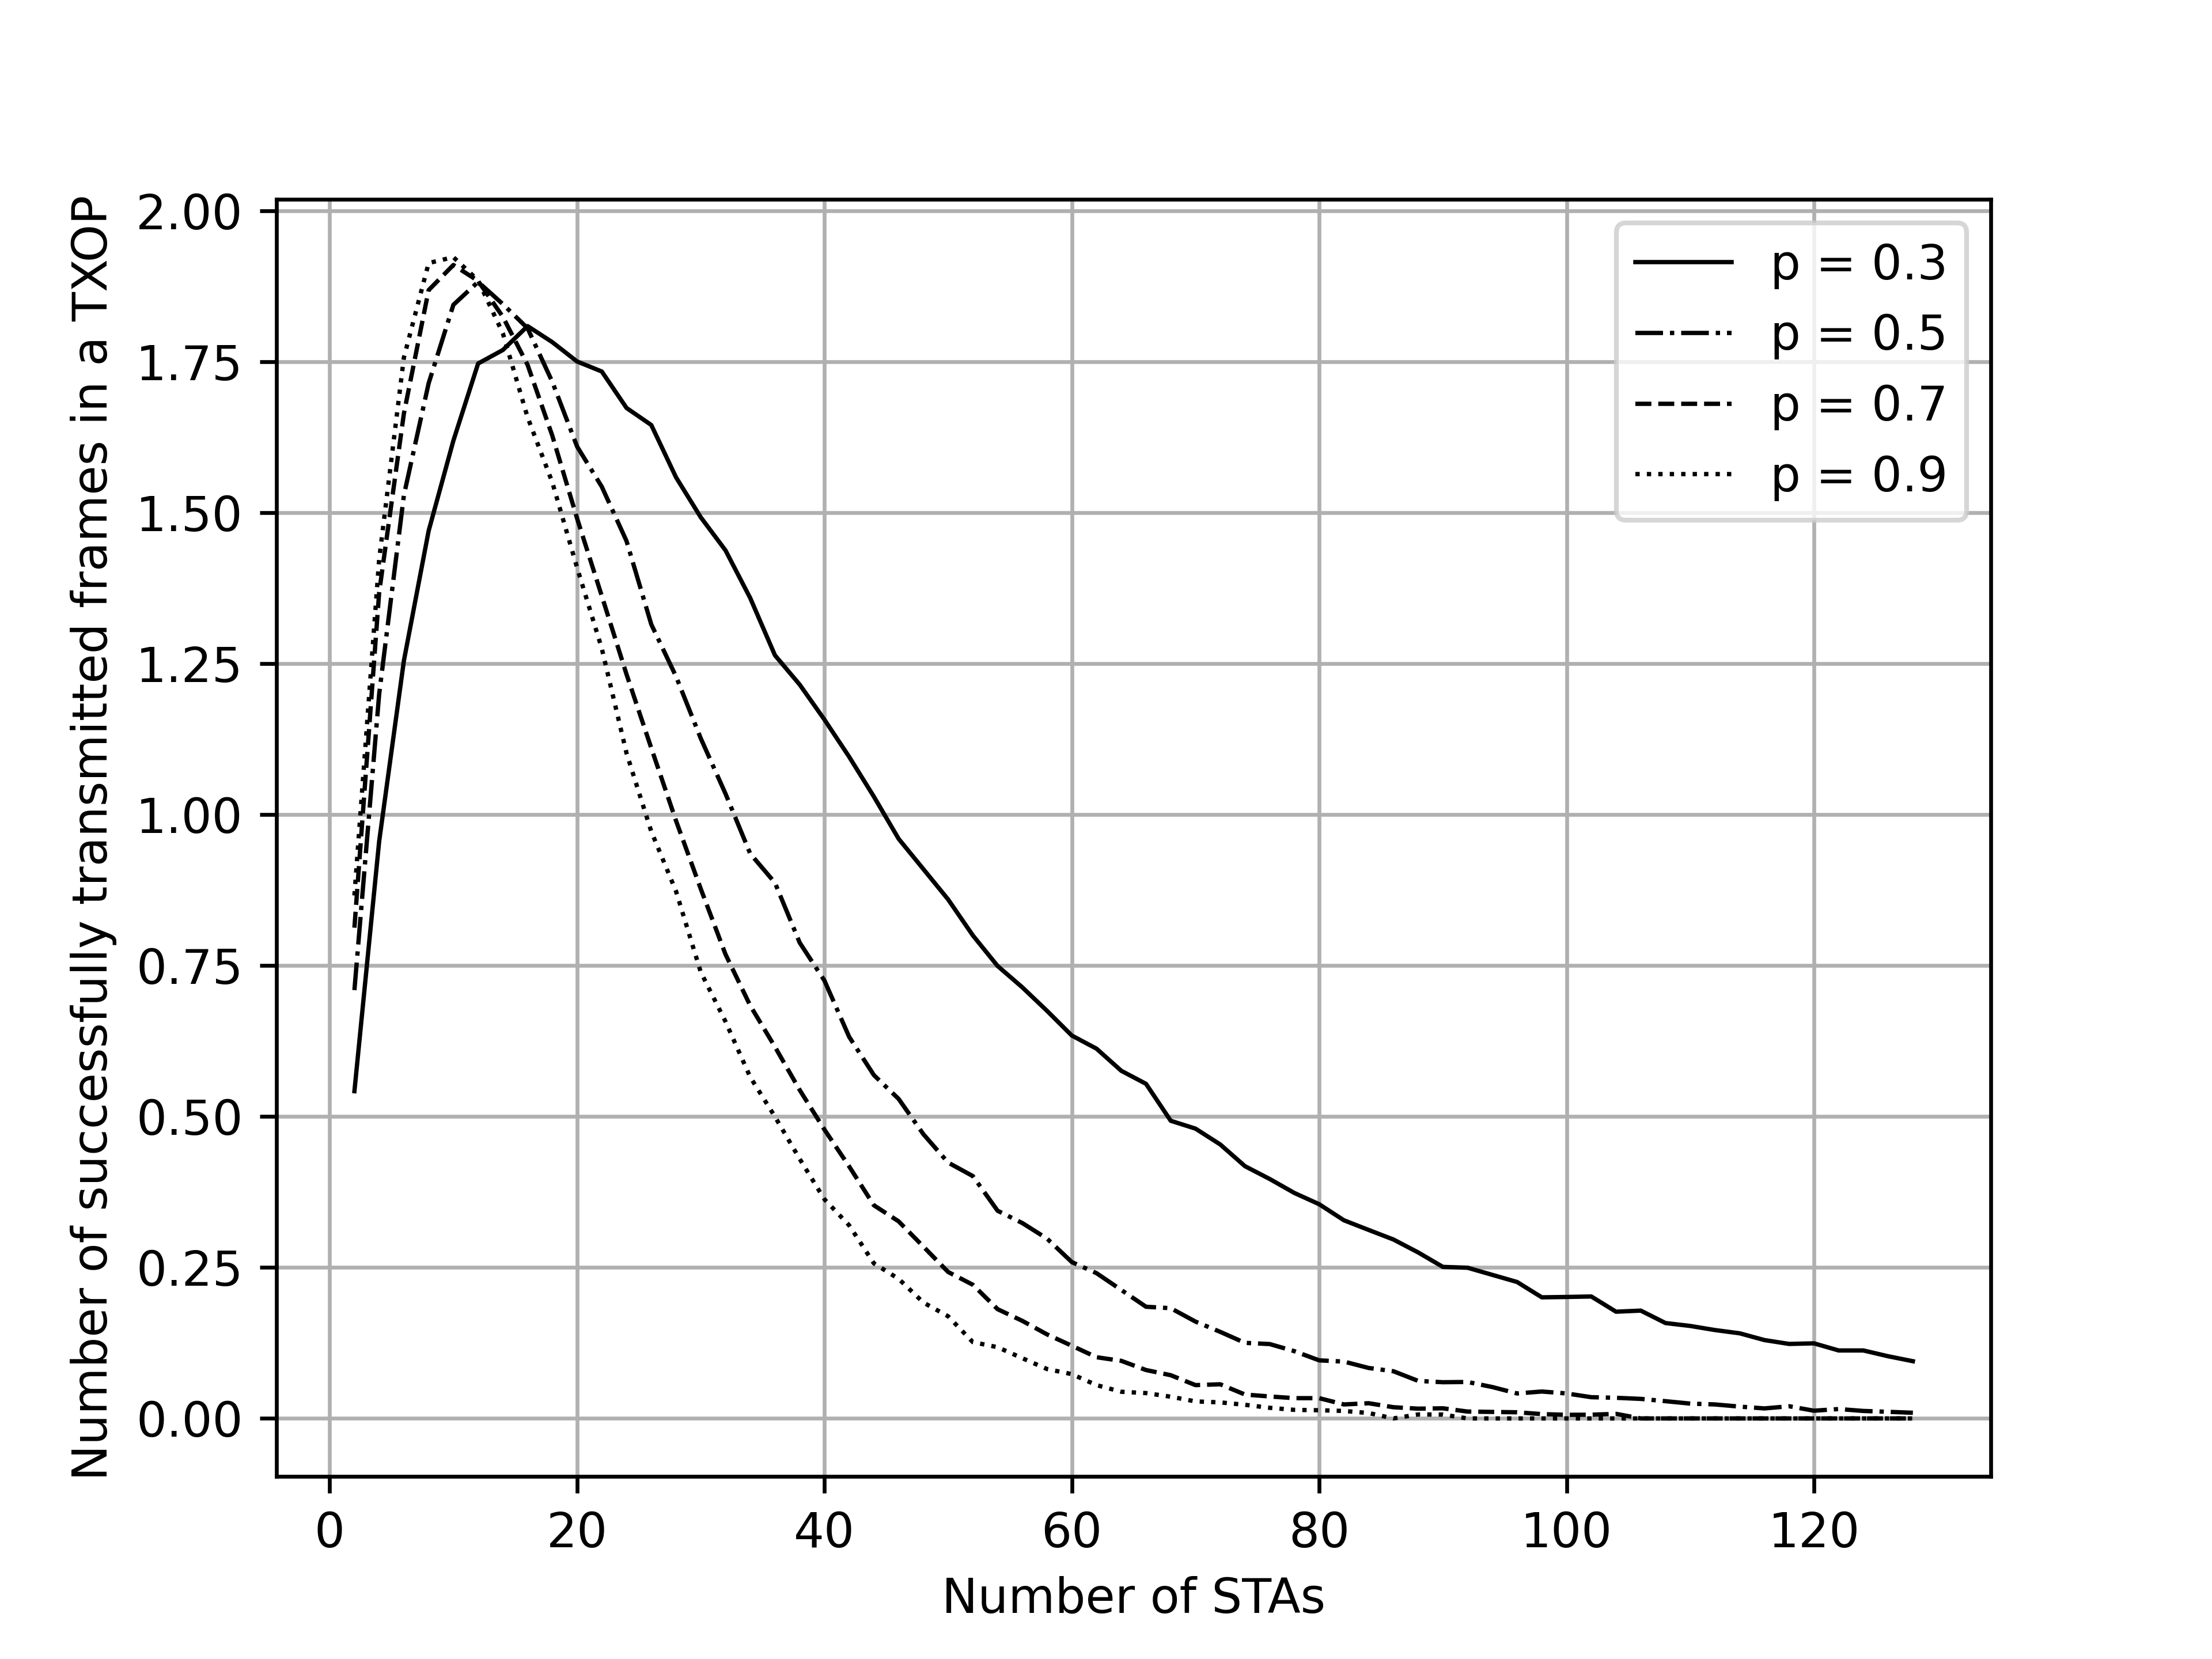 Number of successfully transmitted frames in a TXOP
2.00
1.75
1.50
1.25
1.00
0.75
0.50
0.25
0.00
p = 0.3
p = 0.5
p = 0.7
p = 0.9
0 20 40 60 80 100 120
Number of STAs